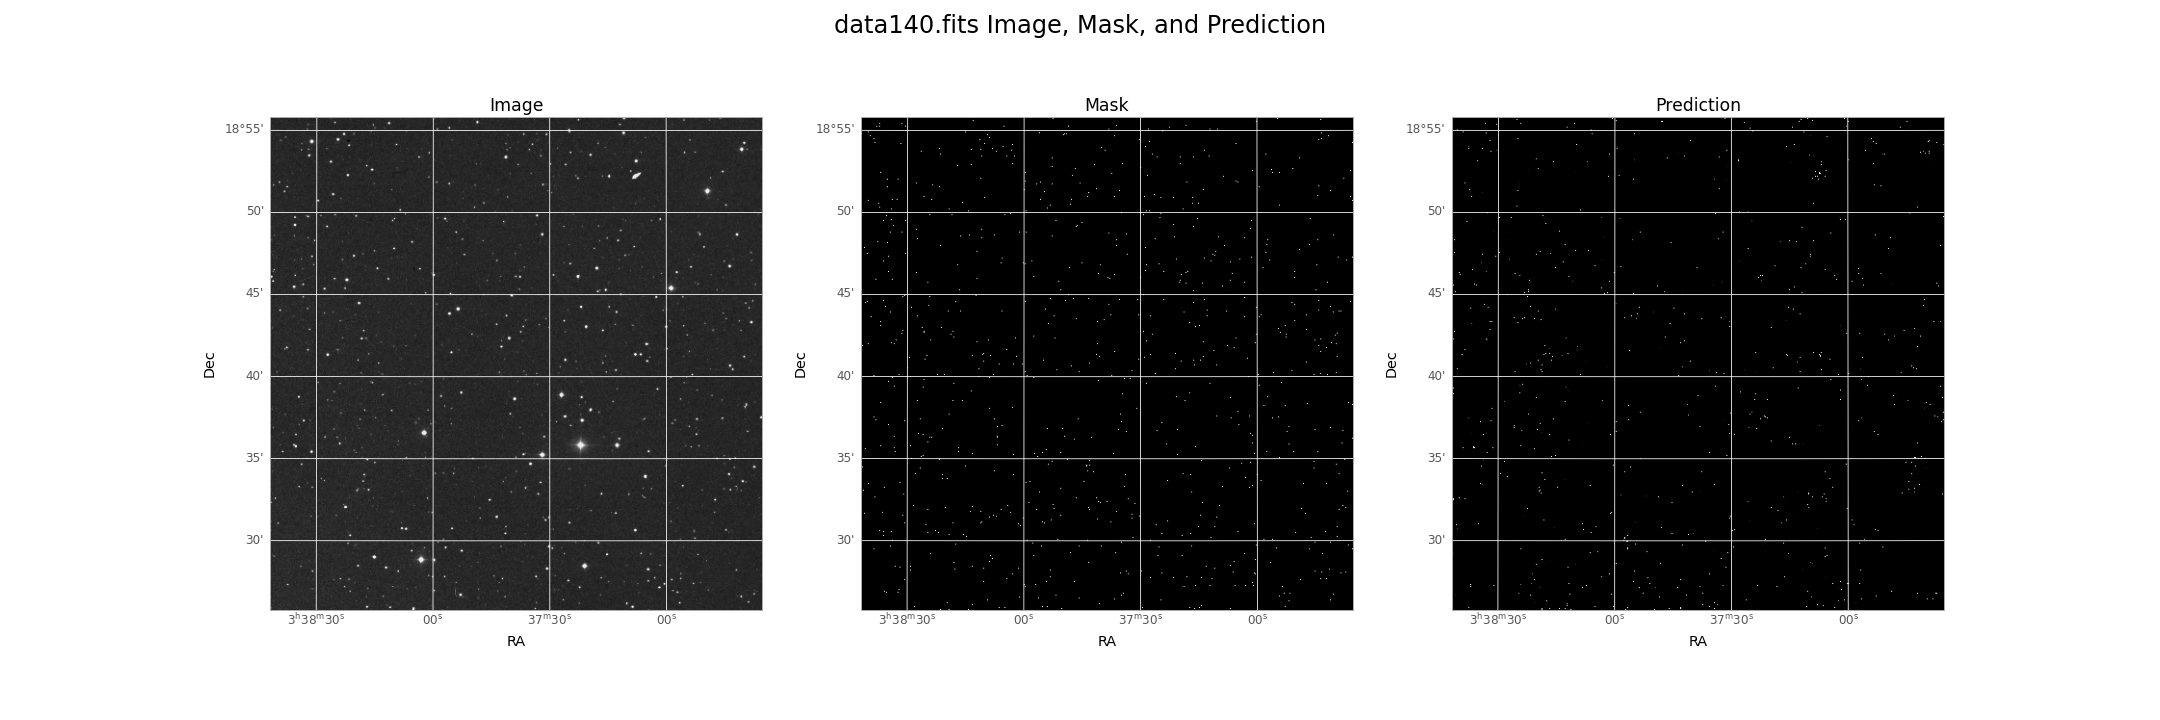 data140.fits Image, Mask, and Prediction
Image
Mask
Prediction
18°55'
50'
45'
40'
35'
30'
Dec
3ʰ38ᵐ30ˢ 00ˢ 37ᵐ30ˢ 00ˢ
RA
18°55'
50'
45'
40'
35'
30'
Dec
3ʰ38ᵐ30ˢ 00ˢ 37ᵐ30ˢ 00ˢ
RA
18°55'
50'
45'
40'
35'
30'
Dec
3ʰ38ᵐ30ˢ 00ˢ 37ᵐ30ˢ 00ˢ
RA